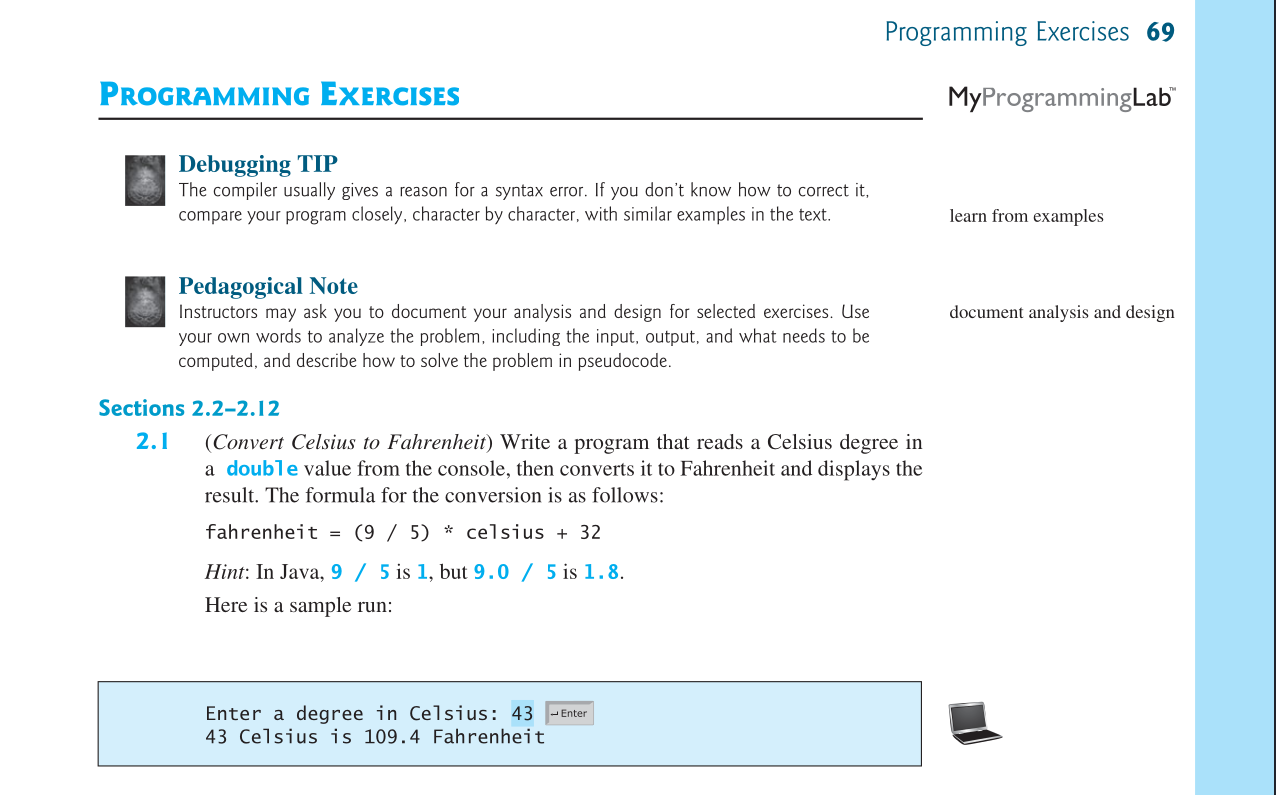 Programming Exercises 69
PROGRAMMING EXERCISES
MyProgrammingLab™
Debugging TIP
The compiler usually gives a reason for a syntax error. If you don't know how to correct it,
compare your program closely, character by character, with similar examples in the text.
learn from examples
Pedagogical Note
Instructors may ask you to document your analysis and design for selected exercises. Use
your own words to analyze the problem, including the input, output, and what needs to be
computed, and describe how to solve the problem in pseudocode.
document analysis and design
Sections 2.2–2.12
2.1 (Convert Celsius to Fahrenheit) Write a program that reads a Celsius degree in
a double value from the console, then converts it to Fahrenheit and displays the
result. The formula for the conversion is as follows:
fahrenheit = (9 / 5) * celsius + 32
Hint: In Java, 9 / 5 is 1, but 9.0 / 5 is 1.8.
Here is a sample run:
Enter a degree in Celsius: 43 ↵Enter
43 Celsius is 109.4 Fahrenheit